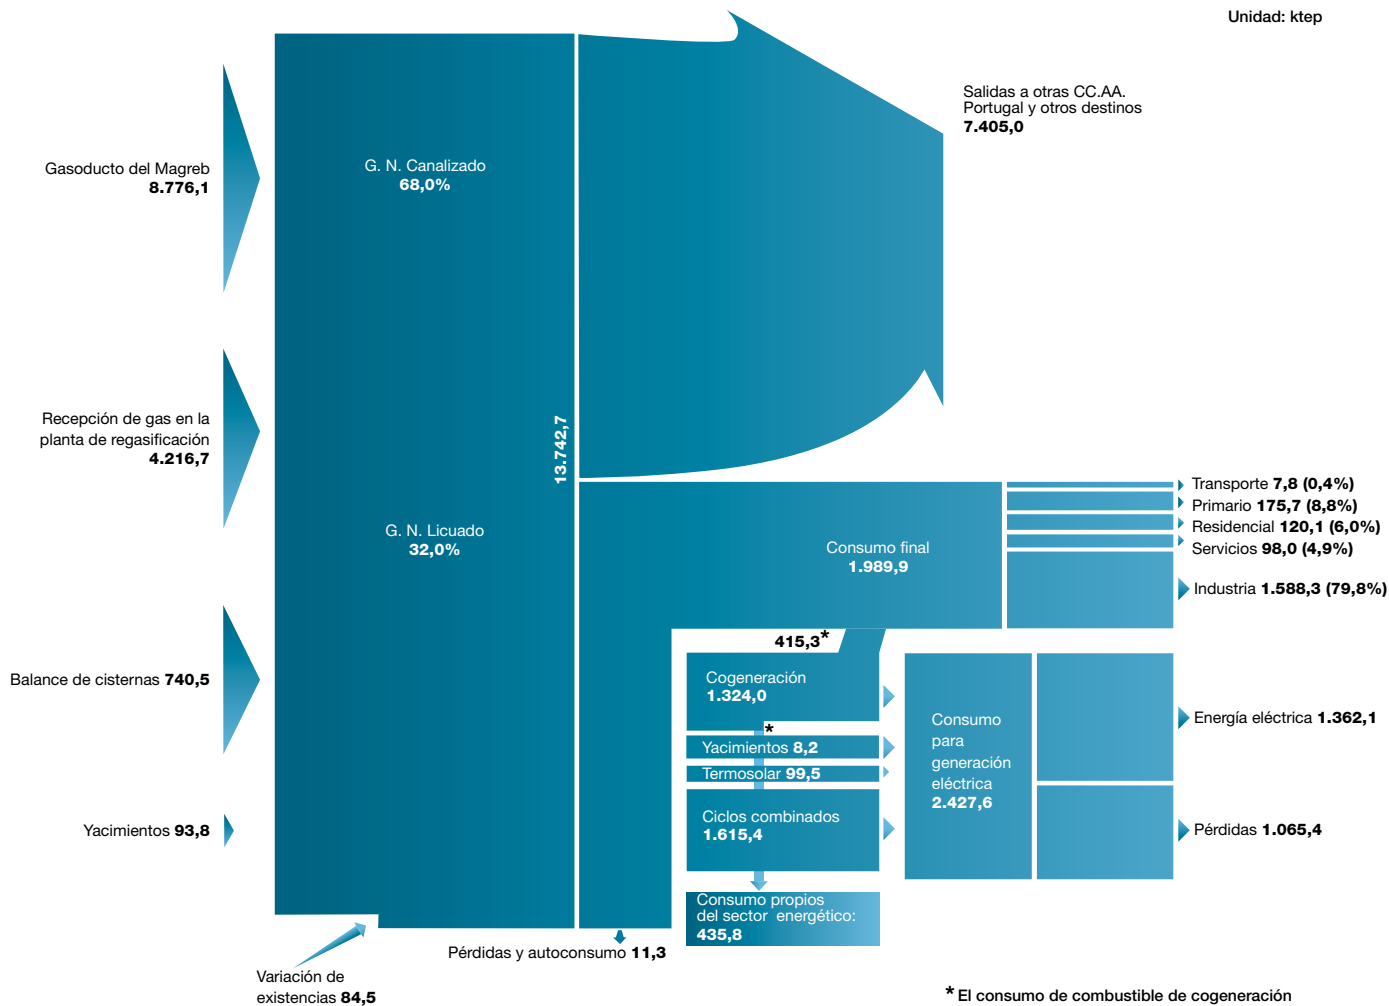 Unidad: ktep
Salidas a otras CC.AA.
Portugal y otros destinos
7.405,0
Gasoducto del Magreb
8.776,1
G. N. Canalizado
68,0%
Recepción de gas en la
planta de regasificación
4.216,7
13.742,7
G. N. Licuado
32,0%
Consumo final
1.989,9
Transporte 7,8 (0,4%)
Primario 175,7 (8,8%)
Residencial 120,1 (6,0%)
Servicios 98,0 (4,9%)
Industria 1.588,3 (79,8%)
415,3*
Balance de cisternas 740,5
Cogeneración
1.324,0
*
Yacimientos 8,2
Termosolar 99,5
Ciclos combinados
1.615,4
Consumo
para
generación
eléctrica
2.427,6
Energía eléctrica 1.362,1
Pérdidas 1.065,4
Yacimientos 93,8
Consumo propios
del sector energético:
435,8
Pérdidas y autoconsumo 11,3
Variación de
existencias 84,5
* El consumo de combustible de cogeneración